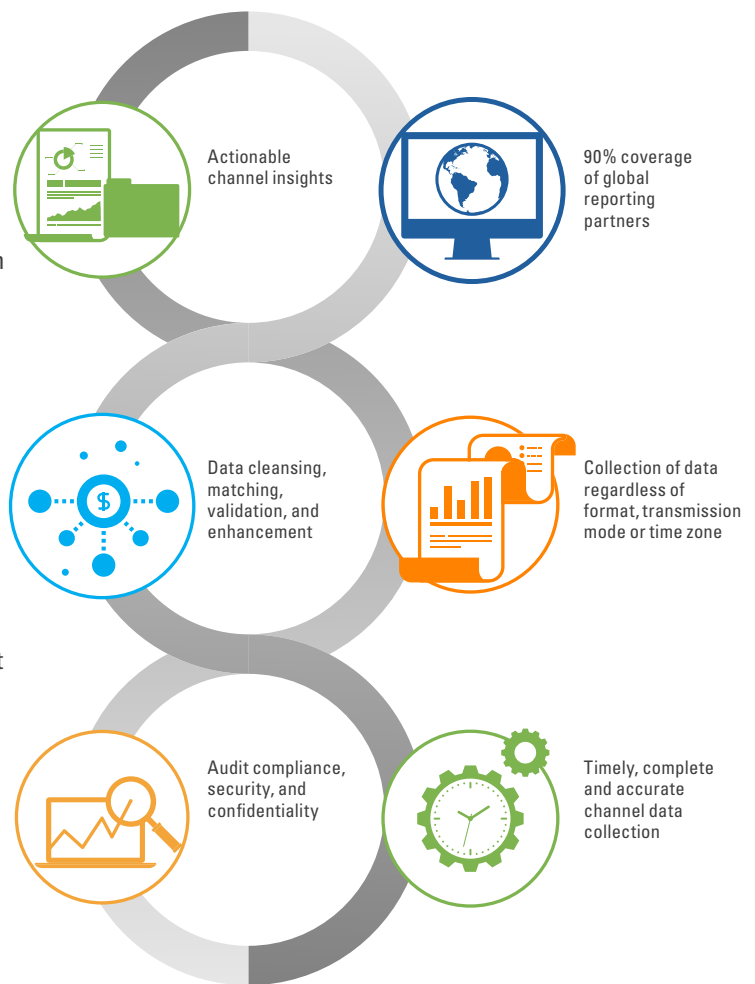 Actionable
channel insights
90% coverage
of global
reporting
partners
n
Data cleansing,
matching,
validation, and
enhancement
Collection of data
regardless of
format, transmission
mode or time zone
$
t
Audit compliance,
security, and
confidentiality
Timely, complete
and accurate
channel data
collection